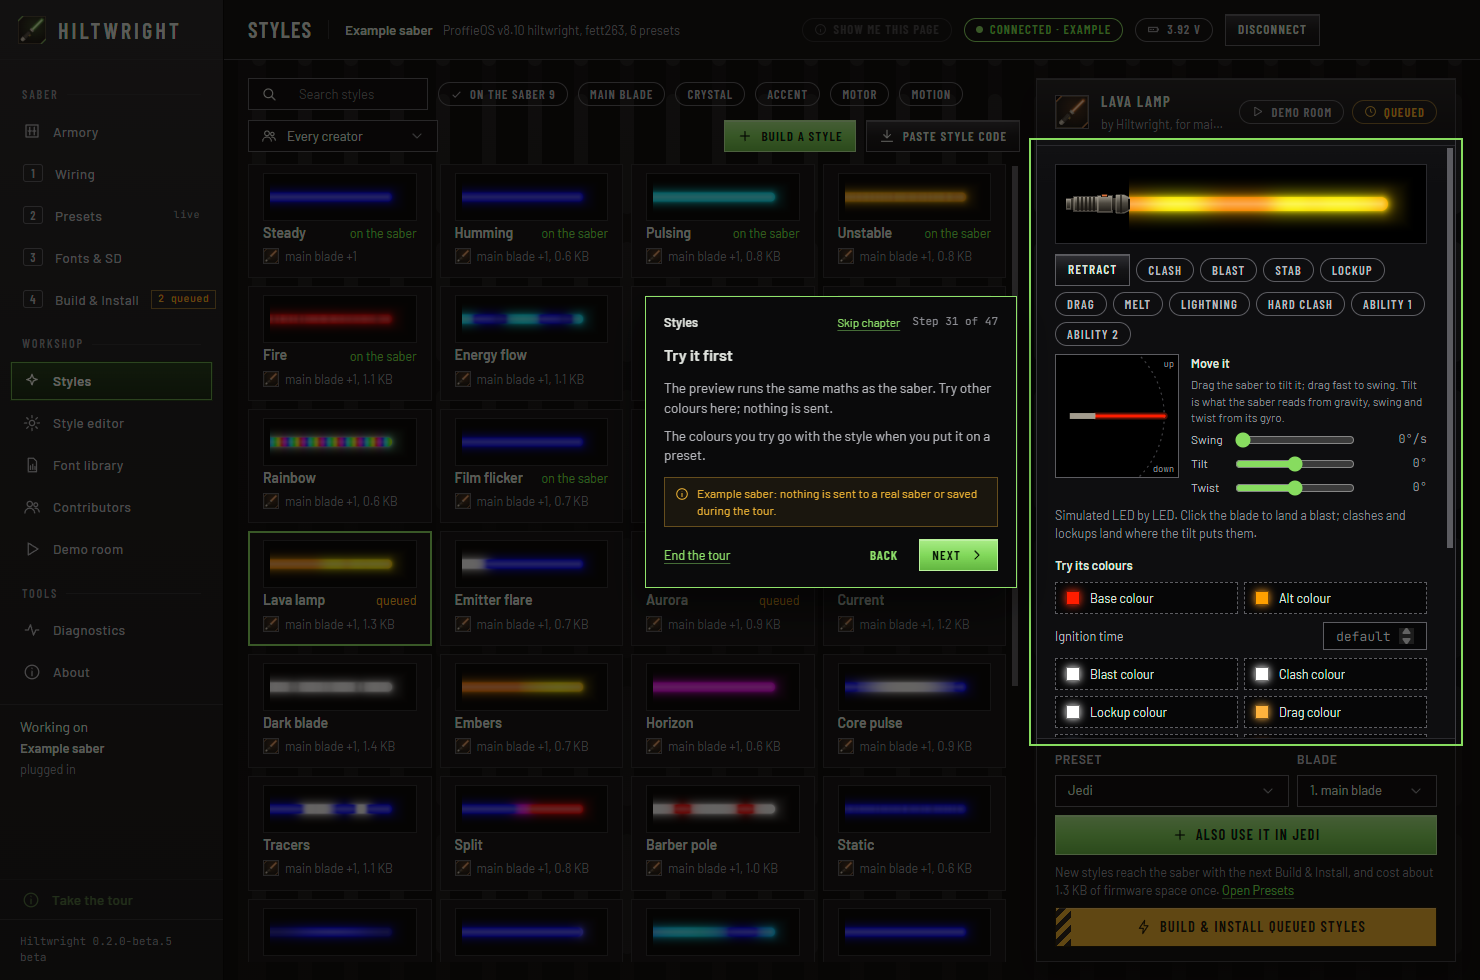 HILTWRIGHT
SABER
Armory
1 Wiring
2 Presets live
3 Fonts & SD
4 Build & Install 2 queued
WORKSHOP
Styles
Style editor
Font library
Contributors
Demo room
TOOLS
Diagnostics
About
Working on
Example saber
plugged in
Take the tour
Hiltwright 0.2.0-beta.5
beta
STYLES
Example saber ProffieOS v8.10 hiltwright, fett263, 6 presets
SHOW ME THIS PAGE
CONNECTED · EXAMPLE
3.92 V
DISCONNECT
Search styles
ON THE SABER 9
MAIN BLADE
CRYSTAL
ACCENT
MOTOR
MOTION
Every creator
BUILD A STYLE
PASTE STYLE CODE
Steady on the saber
main blade +1
Humming on the saber
main blade +1, 0.6 KB
Pulsing on the saber
main blade +1, 0.8 KB
Unstable on the saber
main blade +1, 0.8 KB
Fire on the saber
main blade +1, 1.1 KB
Energy flow
main blade +1, 1.1 KB
Rainbow
main blade +1, 0.6 KB
Film flicker on the saber
main blade +1, 0.7 KB
Lava lamp queued
main blade +1, 1.3 KB
Emitter flare
main blade +1, 0.7 KB
Aurora queued
main blade +1, 0.9 KB
Current
main blade +1, 1.2 KB
Dark blade
main blade +1, 1.4 KB
Embers
main blade +1, 0.7 KB
Horizon
main blade +1, 0.6 KB
Core pulse
main blade +1, 0.9 KB
Tracers
main blade +1, 1.1 KB
Split
main blade +1, 0.8 KB
Barber pole
main blade +1, 1.0 KB
Static
main blade +1, 0.6 KB
Styles
Skip chapter Step 31 of 47
Try it first
The preview runs the same maths as the saber. Try other
colours here; nothing is sent.
The colours you try go with the style when you put it on a
preset.
Example saber: nothing is sent to a real saber or saved
during the tour.
End the tour
BACK
NEXT
LAVA LAMP
by Hiltwright, for mai...
DEMO ROOM
QUEUED
RETRACT
CLASH
BLAST
STAB
LOCKUP
DRAG
MELT
LIGHTNING
HARD CLASH
ABILITY 1
ABILITY 2
up
down
Move it
Drag the saber to tilt it; drag fast to swing. Tilt
is what the saber reads from gravity, swing and
twist from its gyro.
Swing 0°/s
Tilt 0°
Twist 0°
Simulated LED by LED. Click the blade to land a blast; clashes and
lockups land where the tilt puts them.
Try its colours
Base colour
Alt colour
Ignition time default
Blast colour
Clash colour
Lockup colour
Drag colour
PRESET
BLADE
Jedi
1. main blade
ALSO USE IT IN JEDI
New styles reach the saber with the next Build & Install, and cost about
1.3 KB of firmware space once. Open Presets
BUILD & INSTALL QUEUED STYLES